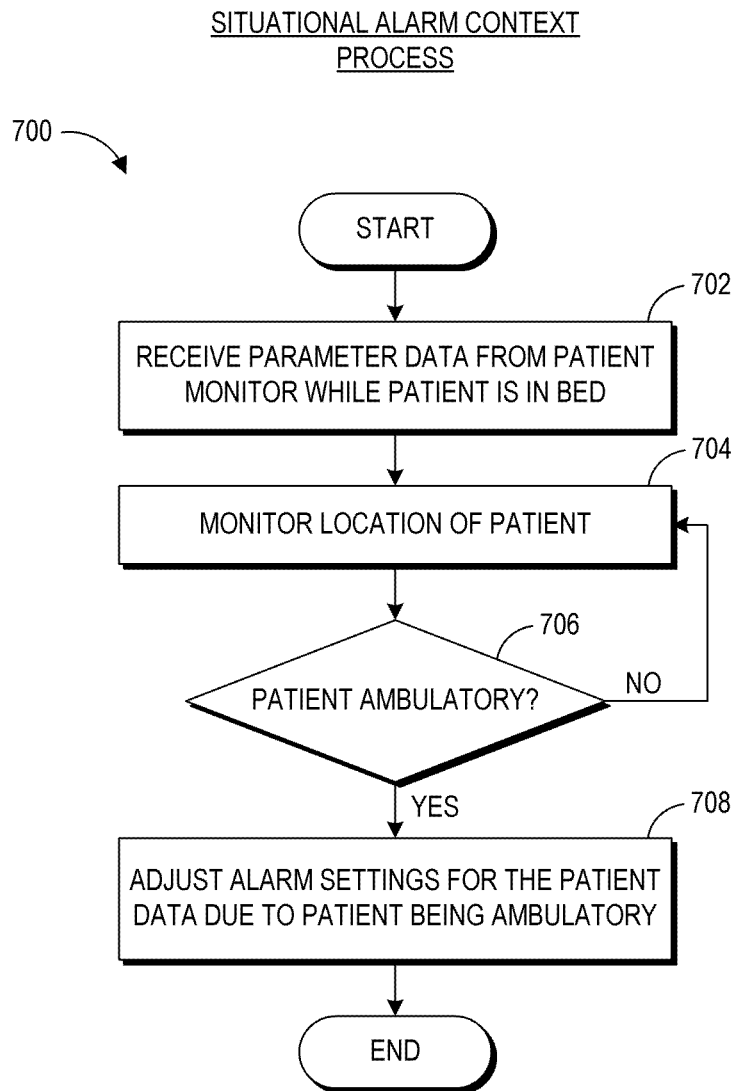 SITUATIONAL ALARM CONTEXT
PROCESS
700
START
702
RECEIVE PARAMETER DATA FROM PATIENT
MONITOR WHILE PATIENT IS IN BED
704
MONITOR LOCATION OF PATIENT
706
PATIENT AMBULATORY?
NO
YES
708
ADJUST ALARM SETTINGS FOR THE PATIENT
DATA DUE TO PATIENT BEING AMBULATORY
END